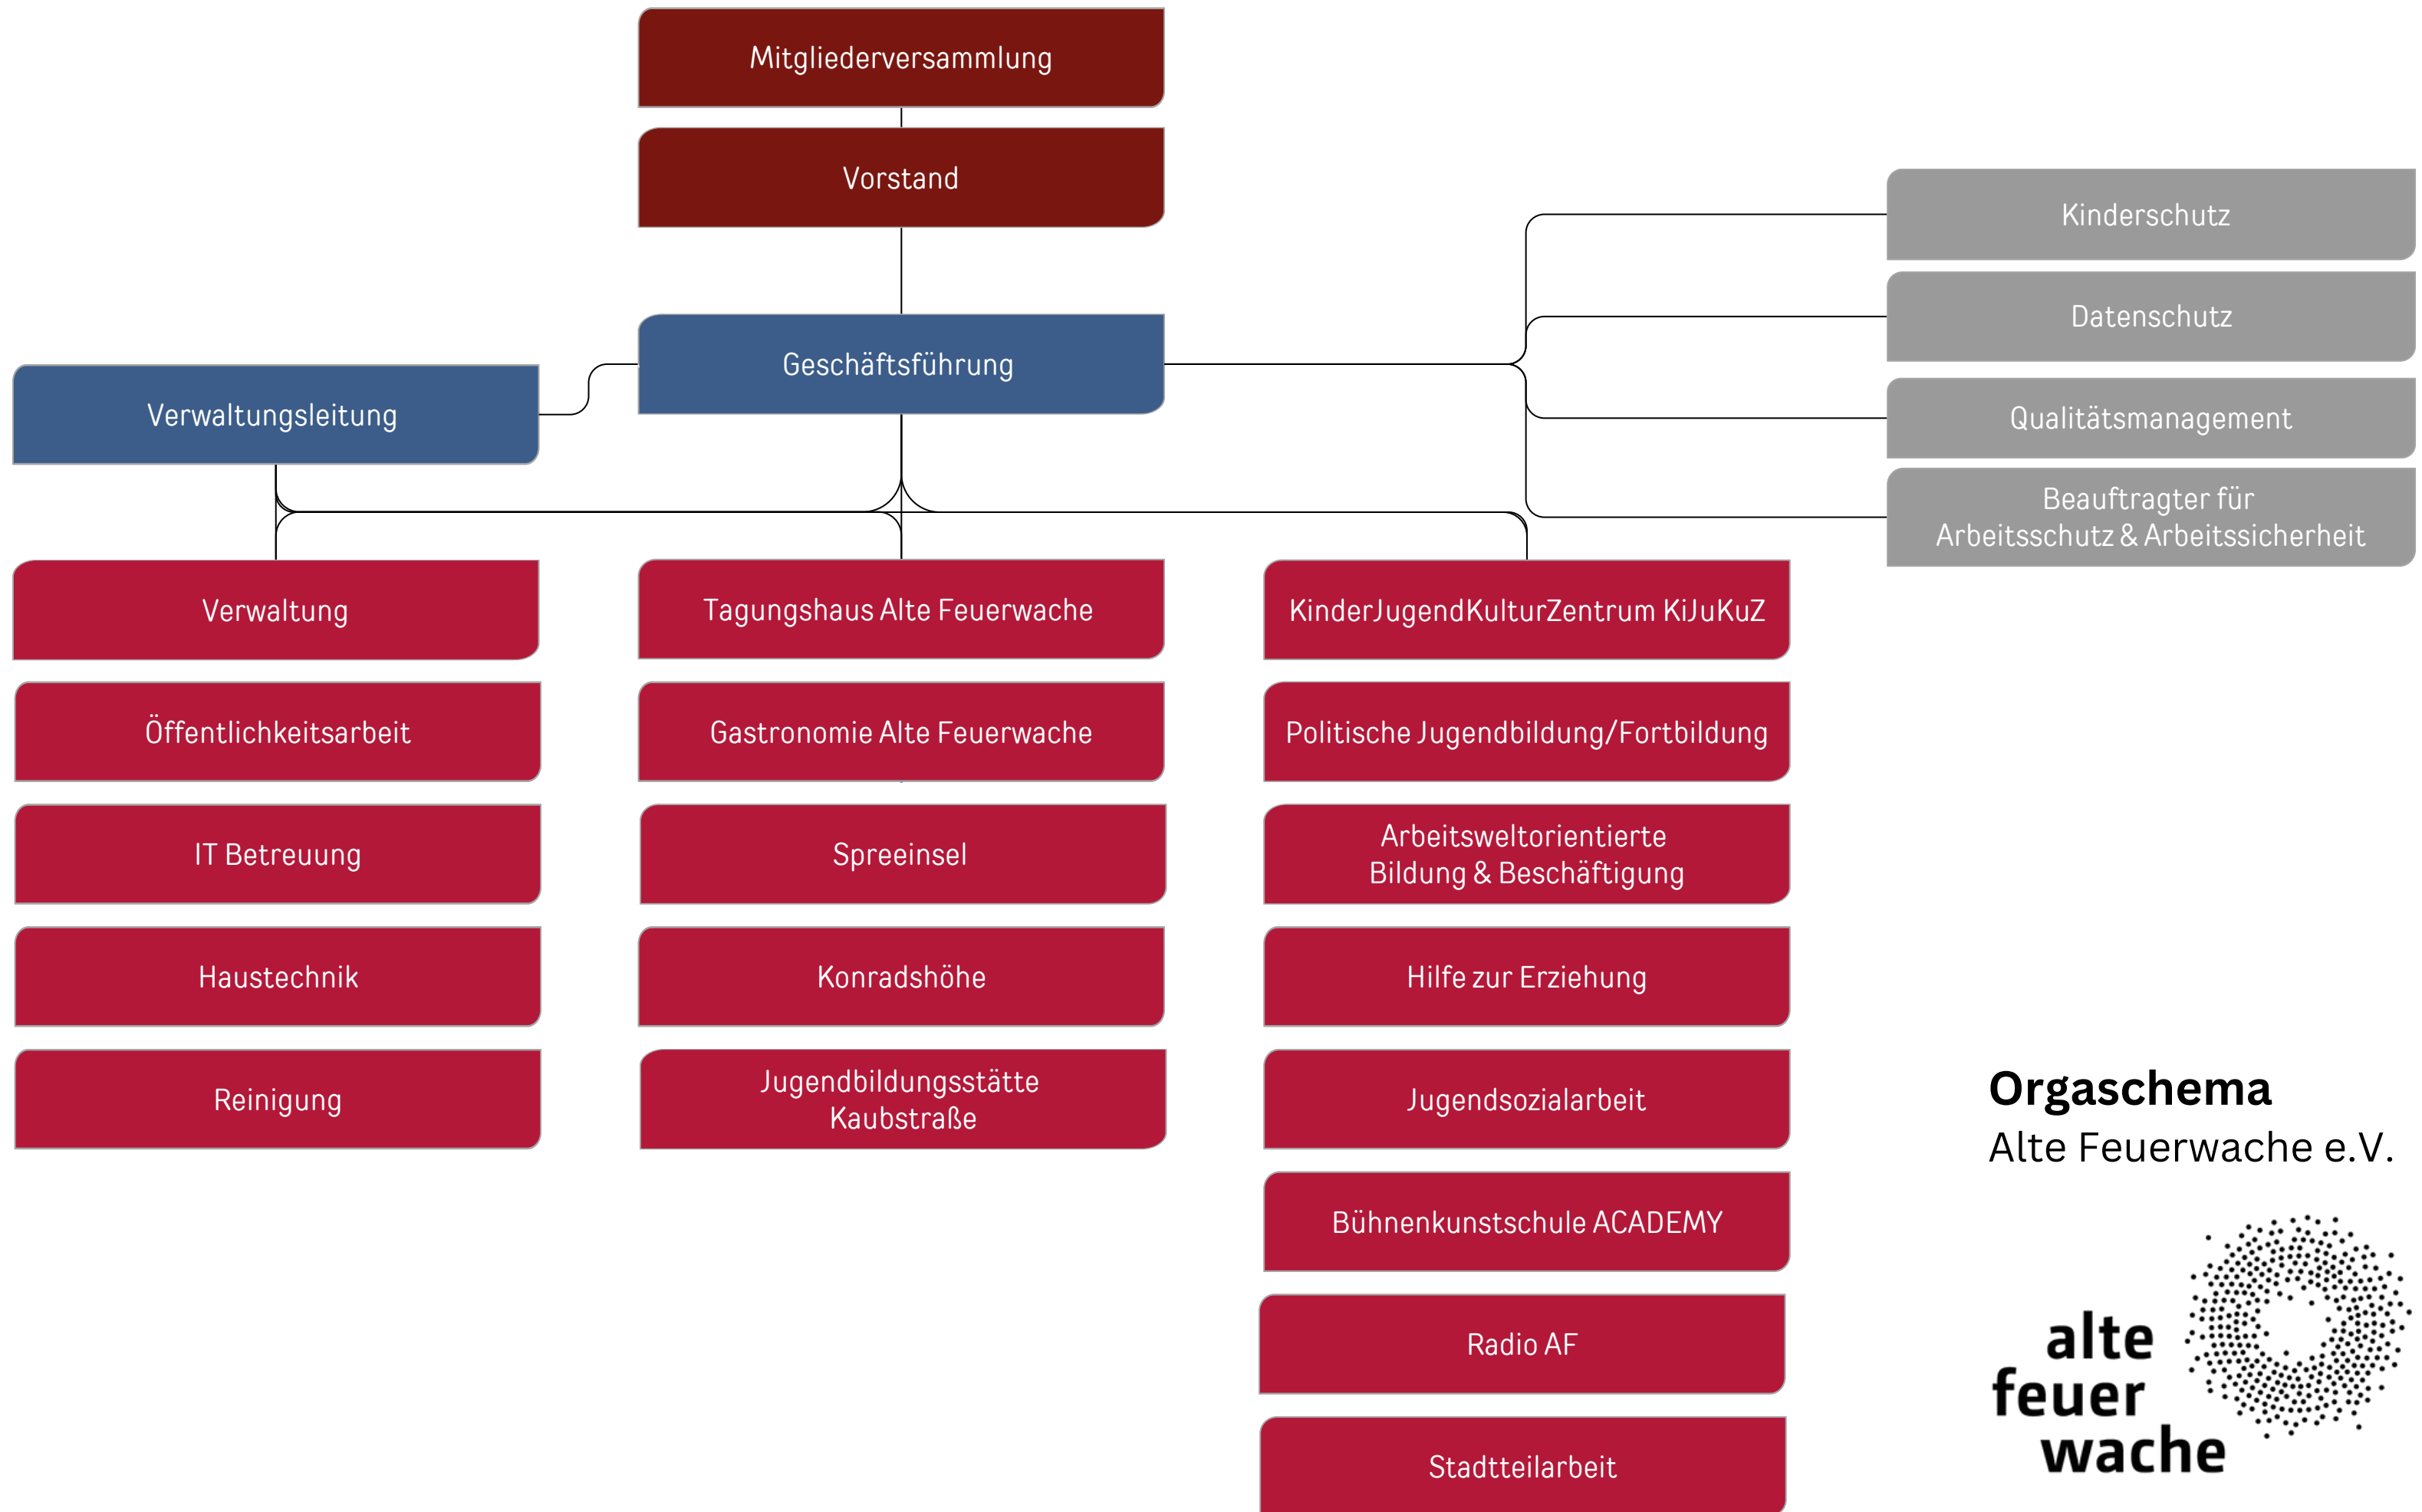 Mitgliederversammlung
Vorstand
Geschäftsführung
Verwaltungsleitung
Kinderschutz
Datenschutz
Qualitätsmanagement
Beauftragter für
Arbeitsschutz & Arbeitssicherheit
Verwaltung
Öffentlichkeitsarbeit
IT Betreuung
Haustechnik
Reinigung
Tagungshaus Alte Feuerwache
Gastronomie Alte Feuerwache
Spreeinsel
Konradshöhe
Jugendbildungsstätte
Kaubstraße
KinderJugendKulturZentrum KiJuKuZ
Politische Jugendbildung/Fortbildung
Arbeitsweltorientierte
Bildung & Beschäftigung
Hilfe zur Erziehung
Jugendsozialarbeit
Bühnenkunstschule ACADEMY
Radio AF
Stadtteilarbeit
Orgaschema
Alte Feuerwache e.V.
alte
feuer
wache